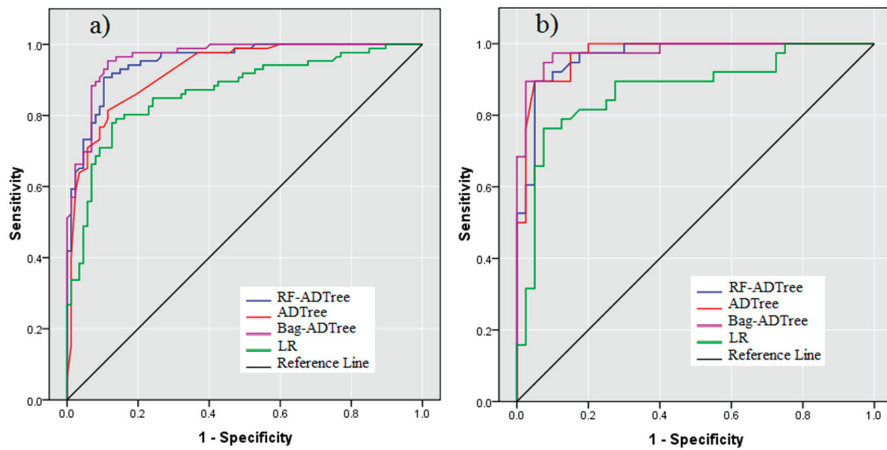 a)
Sensitivity
1.0
0.8
0.6
0.4
0.2
0.0
RF-ADTree
ADTree
Bag-ADTree
LR
Reference Line
0.0 0.2 0.4 0.6 0.8 1.0
1 - Specificity
b)
Sensitivity
1.0
0.8
0.6
0.4
0.2
0.0
RF-ADTree
ADTree
Bag-ADTree
LR
Reference Line
0.0 0.2 0.4 0.6 0.8 1.0
1 - Specificity